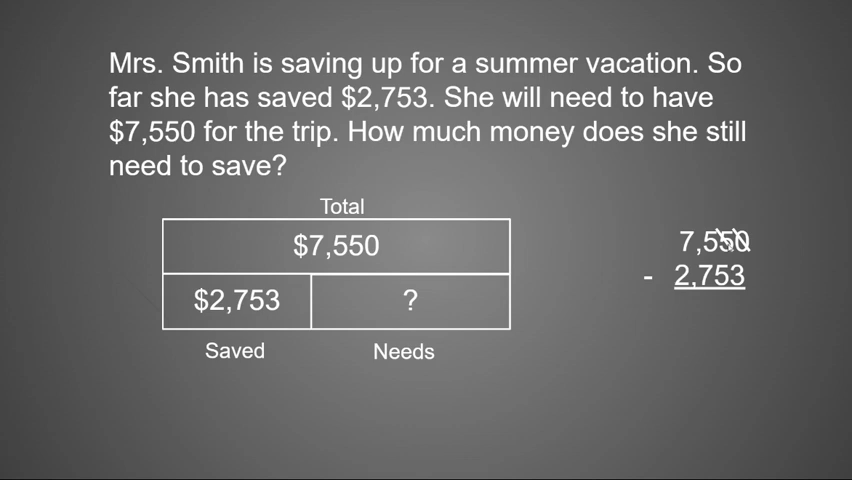 Mrs. Smith is saving up for a summer vacation. So
far she has saved $2,753. She will need to have
$7,550 for the trip. How much money does she still
need to save?
Total
$7,550
$2,753
?
Saved
Needs
7,550
- 2,753